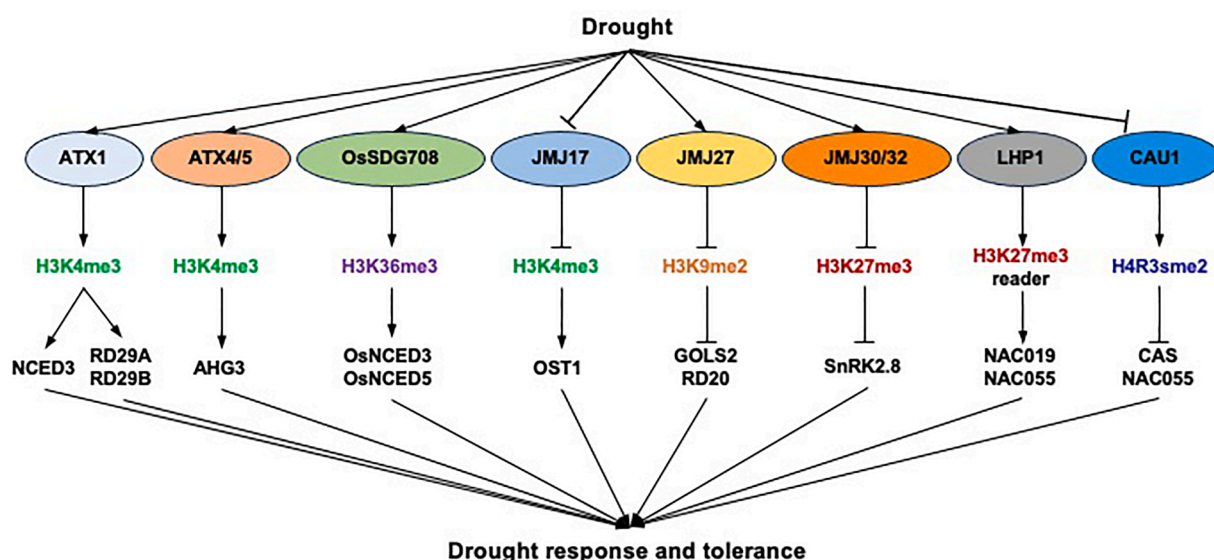 Drought
ATX1
ATX4/5
OsSDG708
JMJ17
JMJ27
JMJ30/32
LHP1
CAU1
H3K4me3
H3K4me3
H3K36me3
H3K4me3
H3K9me2
H3K27me3
H3K27me3
reader
H4R3sme2
NCED3
RD29A
RD29B
AHG3
OsNCED3
OsNCED5
OST1
GOLS2
RD20
SnRK2.8
NAC019
NAC055
CAS
NAC055
Drought response and tolerance